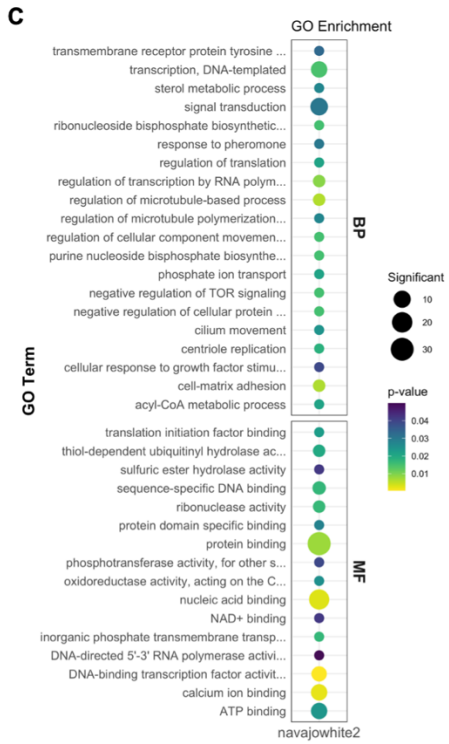 C
GO Enrichment
transmembrane receptor protein tyrosine ...
transcription, DNA-templated
sterol metabolic process
signal transduction
ribonucleoside bisphosphate biosynthetic...
response to pheromone
regulation of translation
regulation of transcription by RNA polym...
regulation of microtubule-based process
regulation of microtubule polymerization...
regulation of cellular component movemen...
purine nucleoside bisphosphate biosynthe...
phosphate ion transport
negative regulation of TOR signaling
negative regulation of cellular protein ...
cilium movement
centriole replication
cellular response to growth factor stimu...
cell-matrix adhesion
acyl-CoA metabolic process
BP
GO Term
translation initiation factor binding
thiol-dependent ubiquitinyl hydrolase ac...
sulfuric ester hydrolase activity
sequence-specific DNA binding
ribonuclease activity
protein domain specific binding
protein binding
phosphotransferase activity, for other s...
oxidoreductase activity, acting on the C...
nucleic acid binding
NAD+ binding
inorganic phosphate transmembrane transp...
DNA-directed 5'-3' RNA polymerase activi...
DNA-binding transcription factor activit...
calcium ion binding
ATP binding
MF
navajowhite2
Significant
10
20
30
p-value
0.04
0.03
0.02
0.01